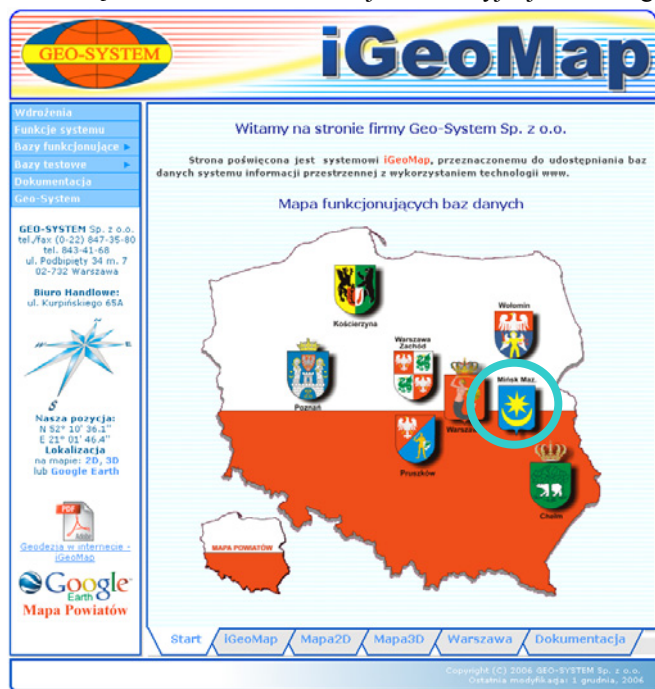 GEO-SYSTEM
iGeoMap
Wdrożenia
Funkcje systemu
Bazy funkcjonujące
Bazy testowe
Dokumentacja
Geo-System
GEO-SYSTEM Sp. z o.o.
tel./fax (0-22) 847-35-80
tel. 843-41-68
ul. Podbipięty 34 m. 7
02-732 Warszawa
Biuro Handlowe:
ul. Kurpińskiego 65A
W
E
S
Nasza pozycja:
N 52° 10' 36.1"
E 21° 01' 46.4"
Lokalizacja
na mapie: 2D, 3D
lub Google Earth
PDF
Adobe
Geodezja w internecie -
iGeoMap
Google
Earth
Mapa Powiatów
Witamy na stronie firmy Geo-System Sp. z o.o.
Strona poświęcona jest systemowi iGeoMap, przeznaczonemu do udostępniania baz
danych systemu informacji przestrzennej z wykorzystaniem technologii www.
Mapa funkcjonujących baz danych
Kościerzyna
Wołomin
Warszawa
Zachód
Mińsk Maz.
Poznań
Pruszków
Chełm
MAPA POWIATÓW
Start
iGeoMap
Mapa2D
Mapa3D
Warszawa
Dokumentacja
Copyright (C) 2006 GEO-SYSTEM Sp. z o.o.
Ostatnia modyfikacja: 1 grudnia, 2006